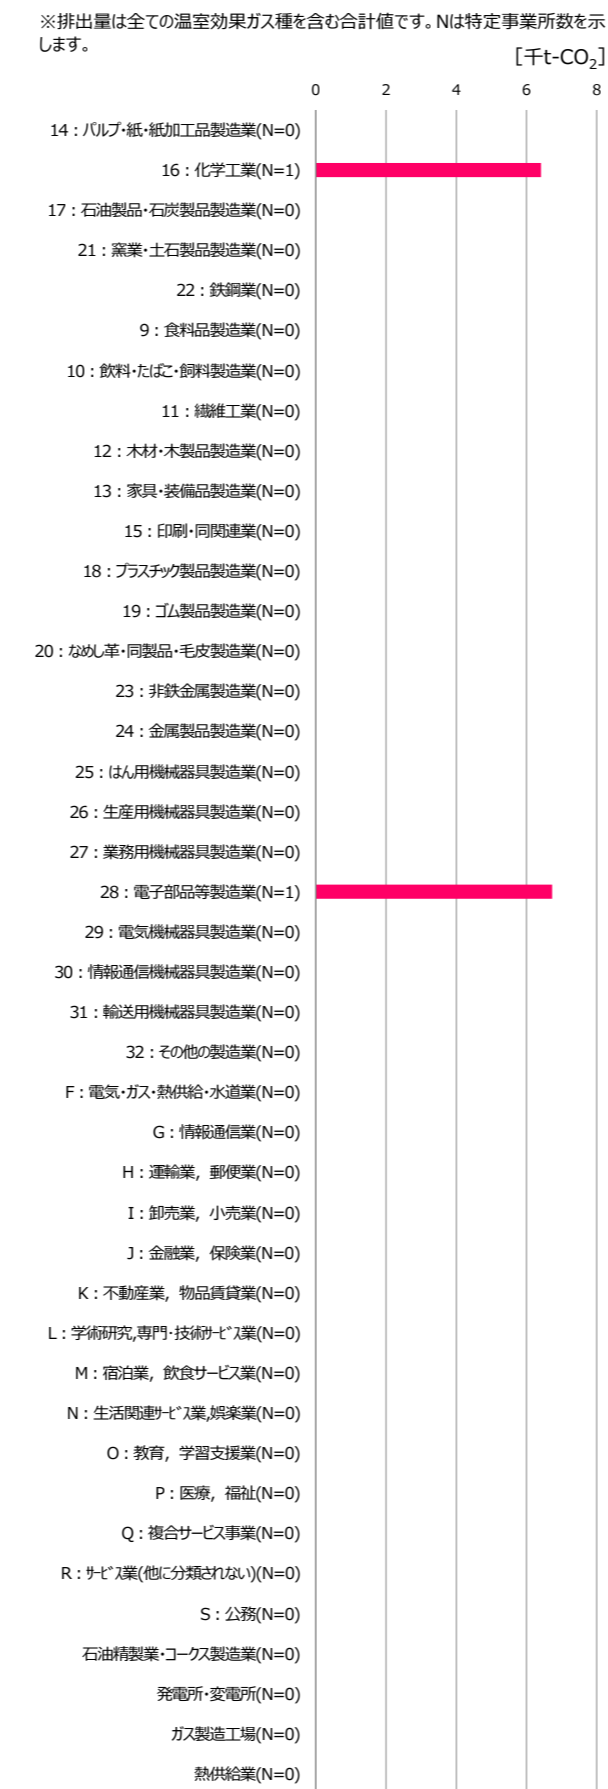 ※排出量は全ての温室効果ガス種を含む合計値です。Nは特定事業所数を示
します。
[千t-CO₂]
0 2 4 6 8
14：パルプ・紙・紙加工品製造業(N=0)
16：化学工業(N=1)
17：石油製品・石炭製品製造業(N=0)
21：窯業・土石製品製造業(N=0)
22：鉄鋼業(N=0)
9：食料品製造業(N=0)
10：飲料・たばこ・飼料製造業(N=0)
11：繊維工業(N=0)
12：木材・木製品製造業(N=0)
13：家具・装備品製造業(N=0)
15：印刷・同関連業(N=0)
18：プラスチック製品製造業(N=0)
19：ゴム製品製造業(N=0)
20：なめし革・同製品・毛皮製造業(N=0)
23：非鉄金属製造業(N=0)
24：金属製品製造業(N=0)
25：はん用機械器具製造業(N=0)
26：生産用機械器具製造業(N=0)
27：業務用機械器具製造業(N=0)
28：電子部品等製造業(N=1)
29：電気機械器具製造業(N=0)
30：情報通信機械器具製造業(N=0)
31：輸送用機械器具製造業(N=0)
32：その他の製造業(N=0)
F：電気・ガス・熱供給・水道業(N=0)
G：情報通信業(N=0)
H：運輸業，郵便業(N=0)
I：卸売業，小売業(N=0)
J：金融業，保険業(N=0)
K：不動産業，物品賃貸業(N=0)
L：学術研究,専門・技術ｻｰﾋﾞｽ業(N=0)
M：宿泊業，飲食サービス業(N=0)
N：生活関連ｻｰﾋﾞｽ業,娯楽業(N=0)
O：教育，学習支援業(N=0)
P：医療，福祉(N=0)
Q：複合サービス事業(N=0)
R：ｻｰﾋﾞｽ業(他に分類されない)(N=0)
S：公務(N=0)
石油精製業・コークス製造業(N=0)
発電所・変電所(N=0)
ガス製造工場(N=0)
熱供給業(N=0)